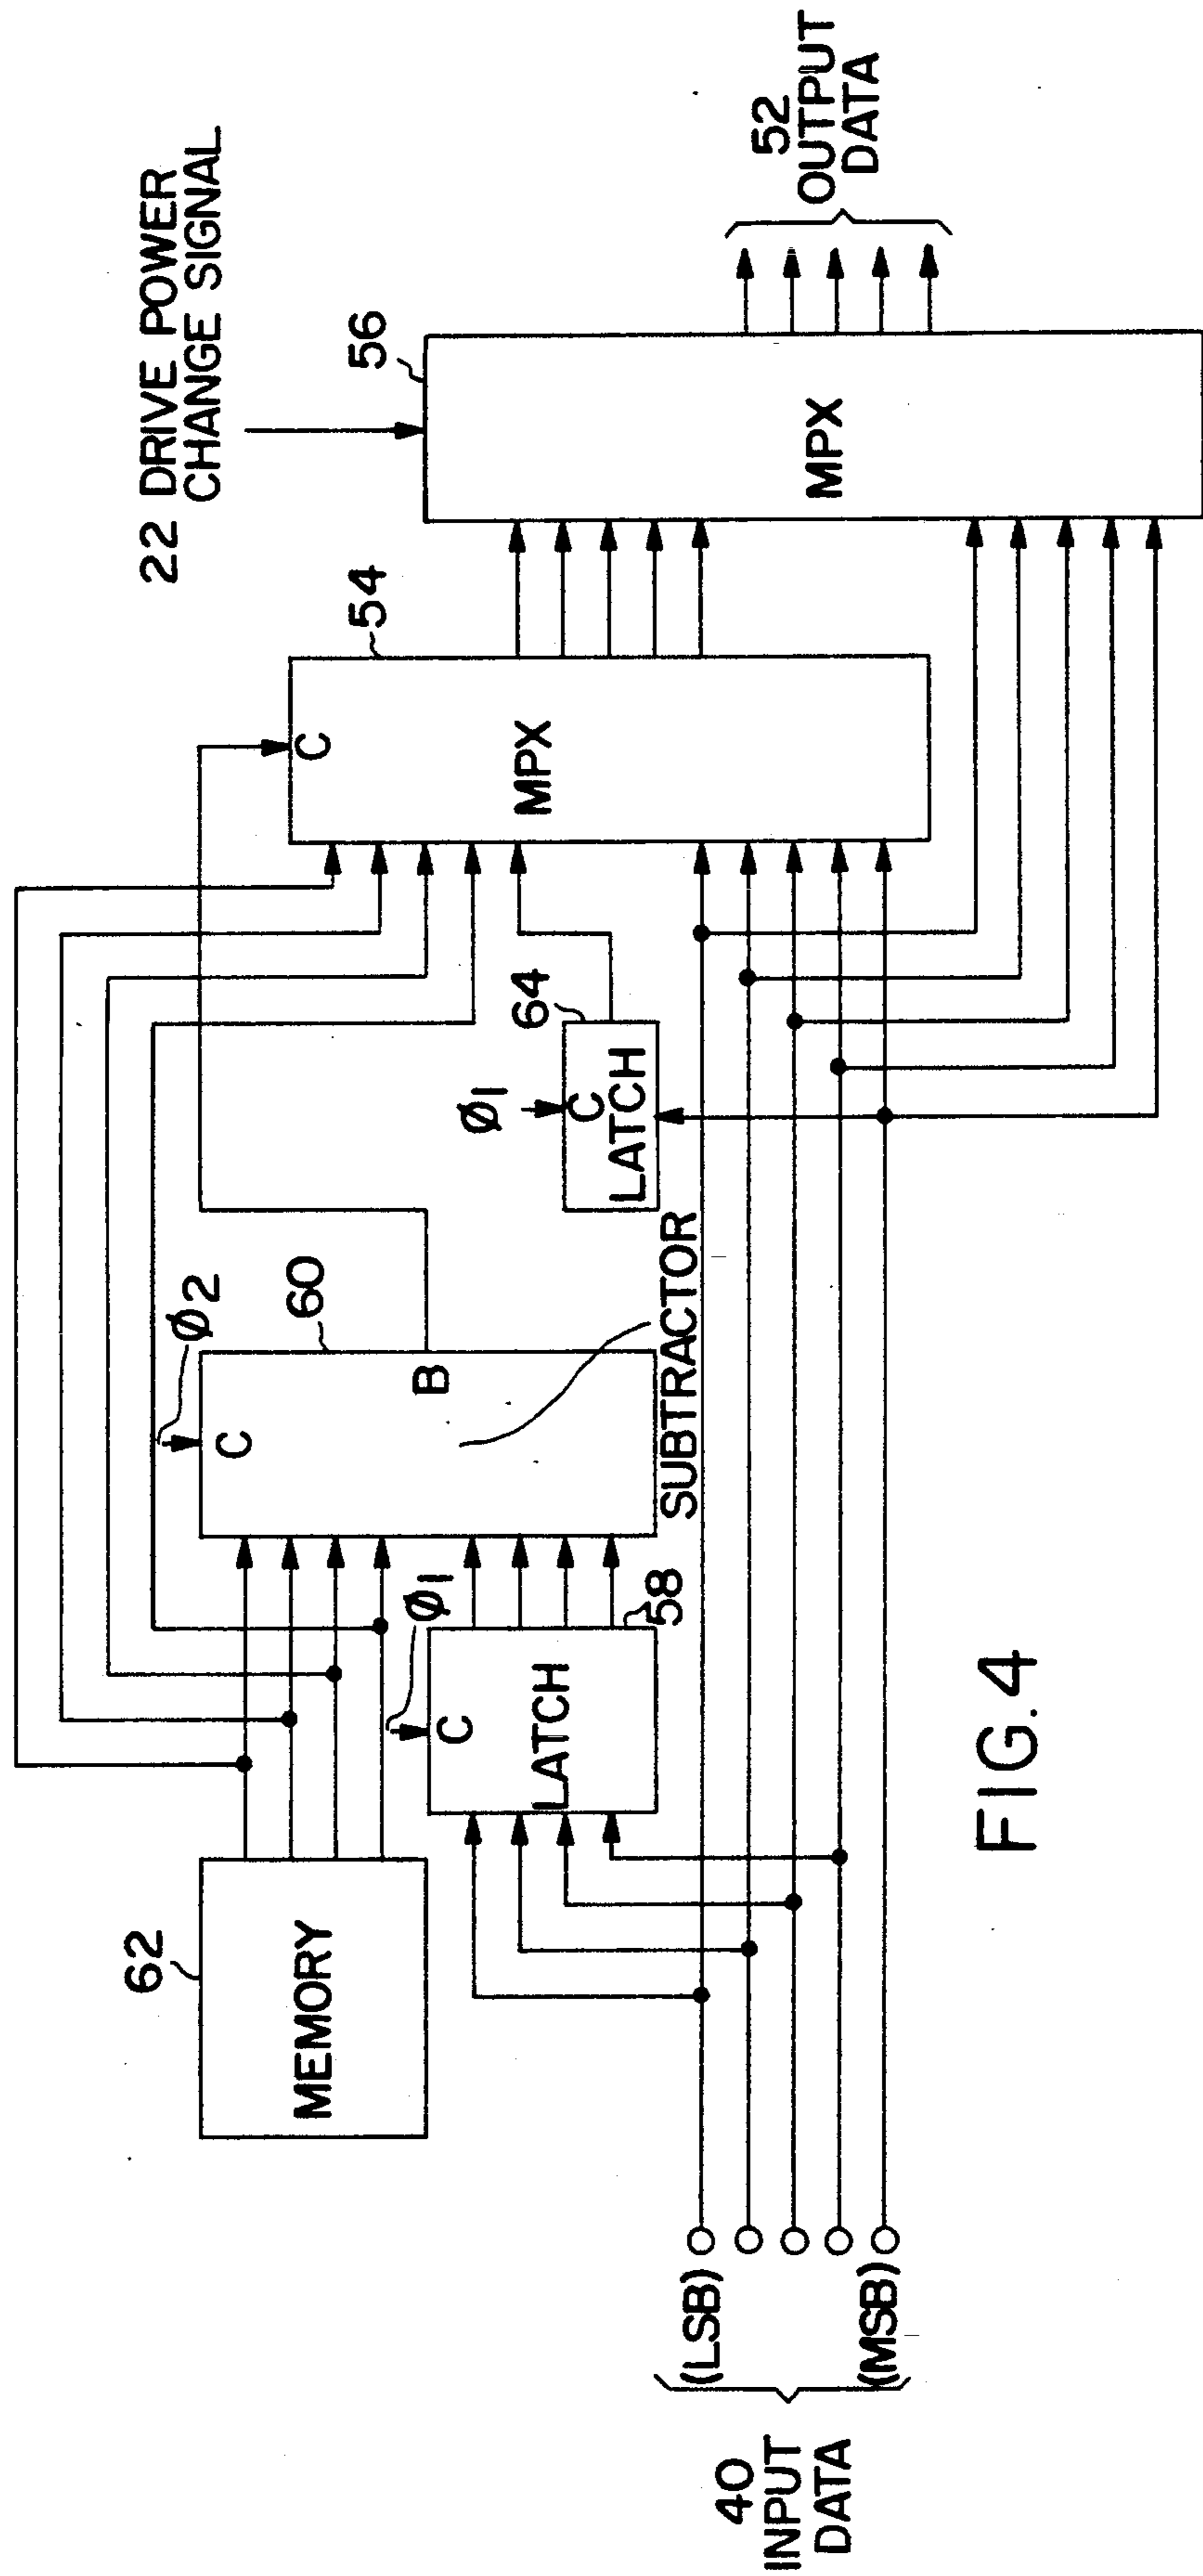 22 DRIVE POWER
CHANGE SIGNAL
62
MEMORY
Ø2
C
60
B
SUBTRACTOR
Ø1
C
LATCH
58
Ø1
C
LATCH
64
C
MPX
54
MPX
56
52
OUTPUT
DATA
40
INPUT
DATA
(LSB)
(MSB)
FIG. 4